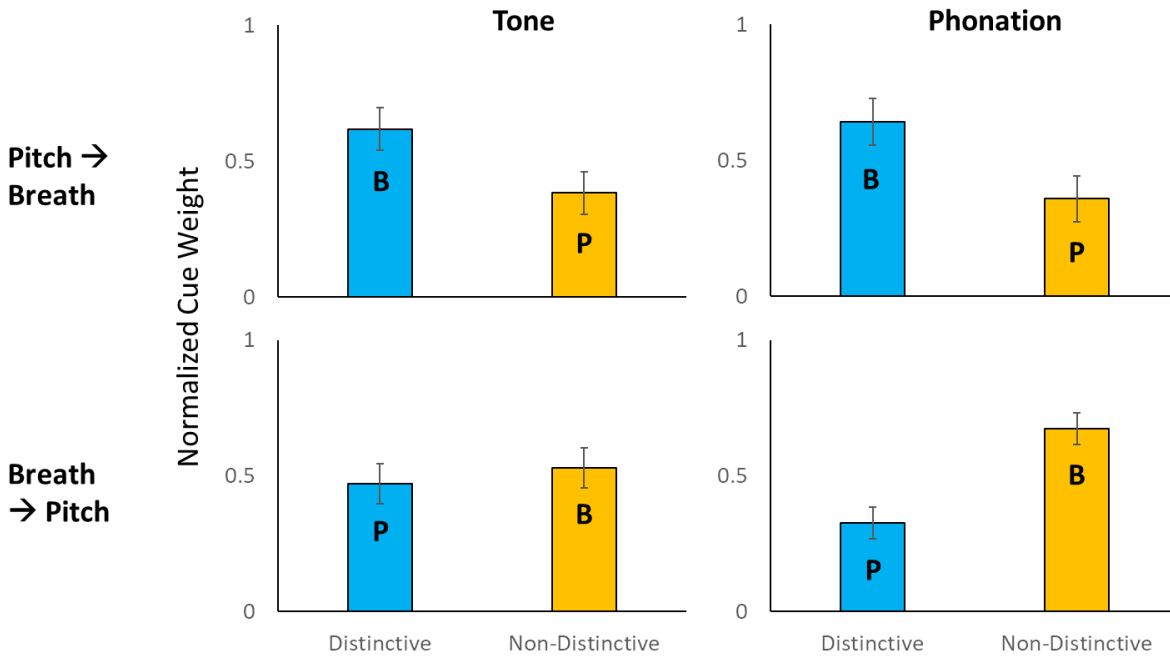 Tone
Phonation
Pitch →
Breath
Normalized Cue Weight
1
0.5
0
B
P
1
0.5
0
B
P
Breath
→ Pitch
1
0.5
0
P
B
Distinctive
Non-Distinctive
1
0.5
0
P
B
Distinctive
Non-Distinctive